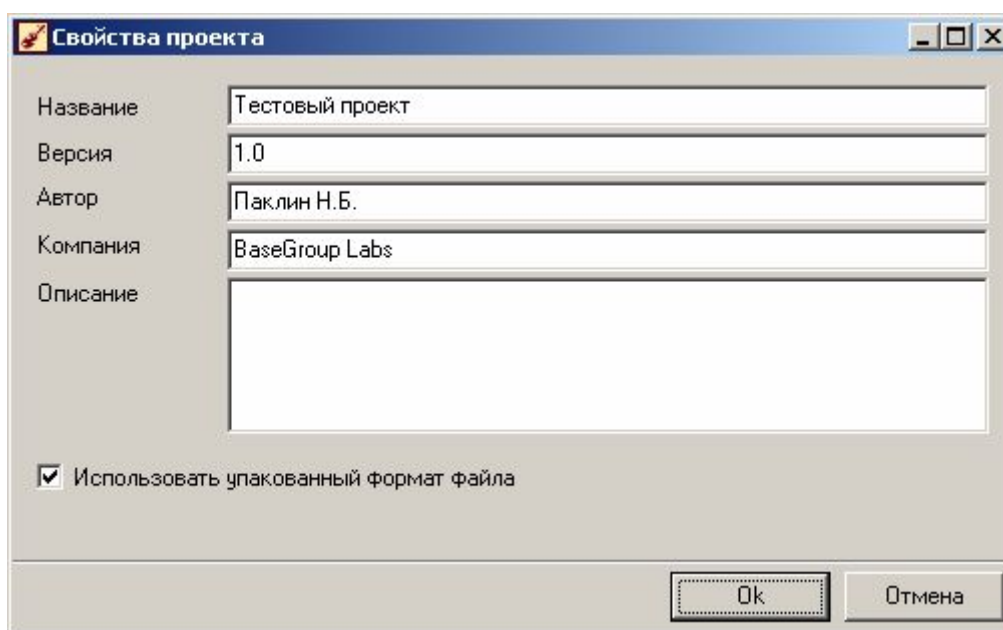 Свойства проекта
Название Тестовый проект
Версия 1.0
Автор Паклин Н.Б.
Компания BaseGroup Labs
Описание
Использовать упакованный формат файла
Ok Отмена